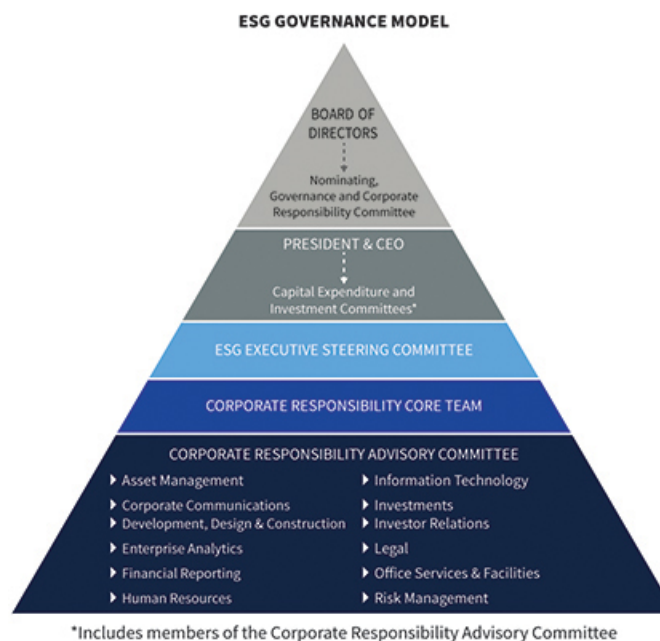 ESG GOVERNANCE MODEL
BOARD OF
DIRECTORS
Nominating,
Governance and Corporate
Responsibility Committee
PRESIDENT & CEO
Capital Expenditure and
Investment Committees*
ESG EXECUTIVE STEERING COMMITTEE
CORPORATE RESPONSIBILITY CORE TEAM
CORPORATE RESPONSIBILITY ADVISORY COMMITTEE
Asset Management
Corporate Communications
Development, Design & Construction
Enterprise Analytics
Financial Reporting
Human Resources
Information Technology
Investments
Investor Relations
Legal
Office Services & Facilities
Risk Management
*Includes members of the Corporate Responsibility Advisory Committee